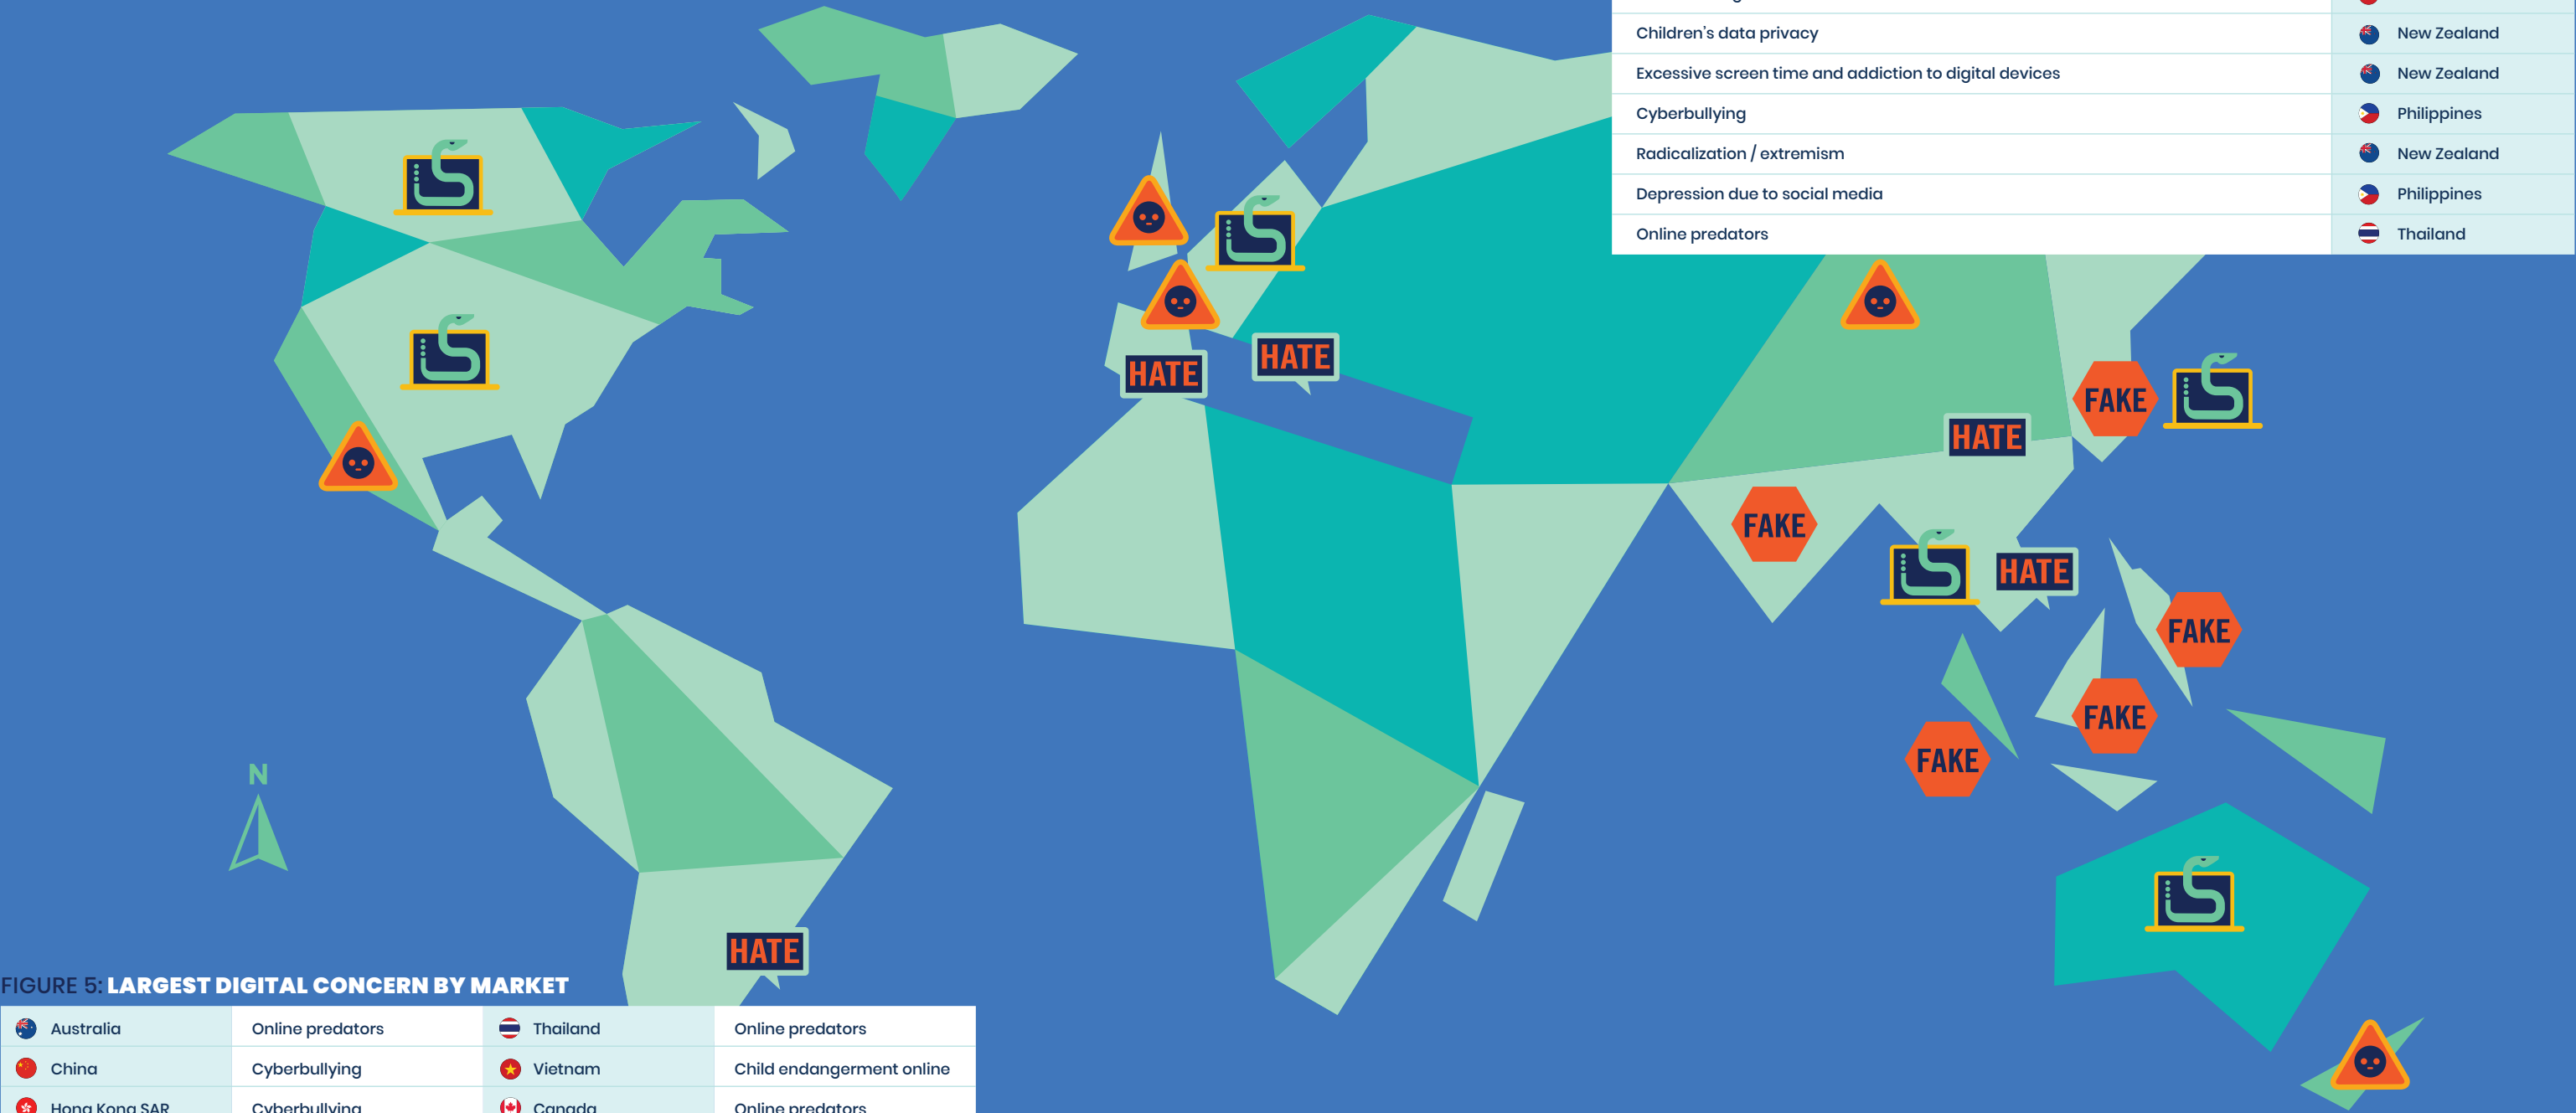 Children's data privacy New Zealand
Excessive screen time and addiction to digital devices New Zealand
Cyberbullying Philippines
Radicalization / extremism New Zealand
Depression due to social media Philippines
Online predators Thailand
HATE
HATE
FAKE
HATE
FAKE
HATE
FAKE
FAKE
FAKE
N
HATE
FIGURE 5: LARGEST DIGITAL CONCERN BY MARKET
Australia Online predators Thailand Online predators
China Cyberbullying Vietnam Child endangerment online
Hong Kong SAR Cyberbullying Canada Online predators